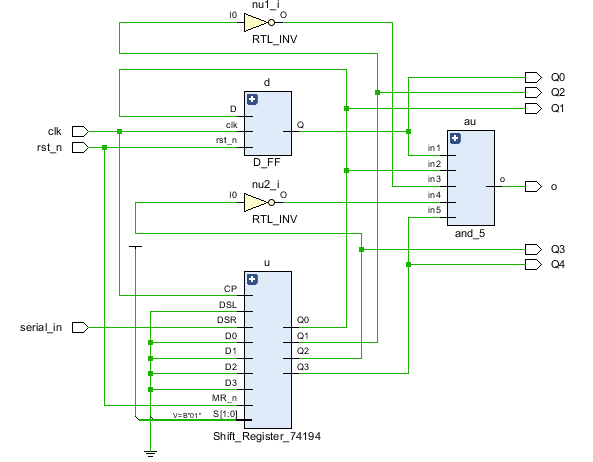 nu1_i
I0
O
RTL_INV
Q0
Q2
Q1
d
D
clk
rst_n
Q
D_FF
clk
rst_n
au
in1
in2
in3
in4
in5
o
and_5
o
nu2_i
I0
O
RTL_INV
Q3
Q4
u
CP
DSL
DSR
D0
D1
D2
D3
MR_n
S[1:0]
Q0
Q1
Q2
Q3
serial_in
V=B"01"
Shift_Register_74194